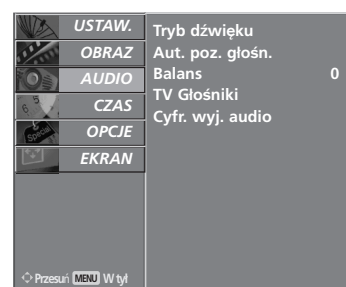 USTAW.
OBRAZ
AUDIO
CZAS
OPCJE
EKRAN
Tryb dźwięku
Aut. poz. głośn.
Balans 0
TV Głośniki
Cyfr. wyj. audio
Przesuń MENU W tył